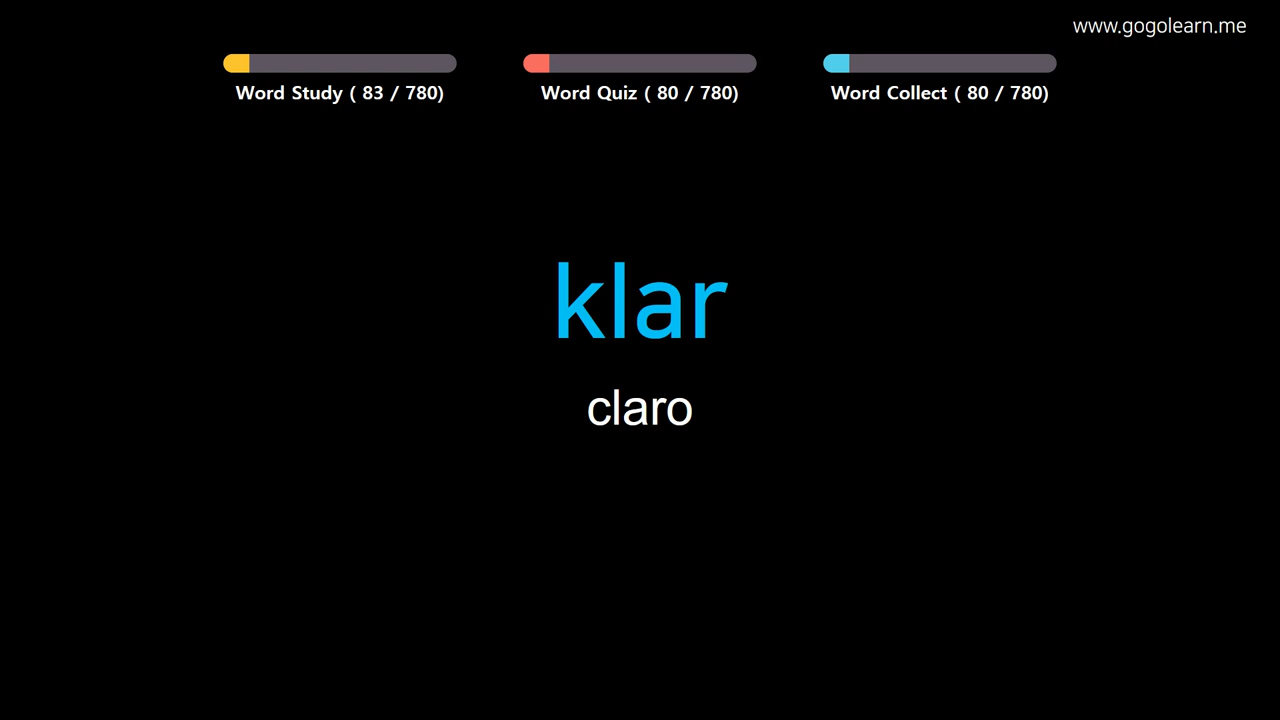 www.gogolearn.me
Word Study ( 83 / 780)
Word Quiz ( 80 / 780)
Word Collect ( 80 / 780)
klar
claro